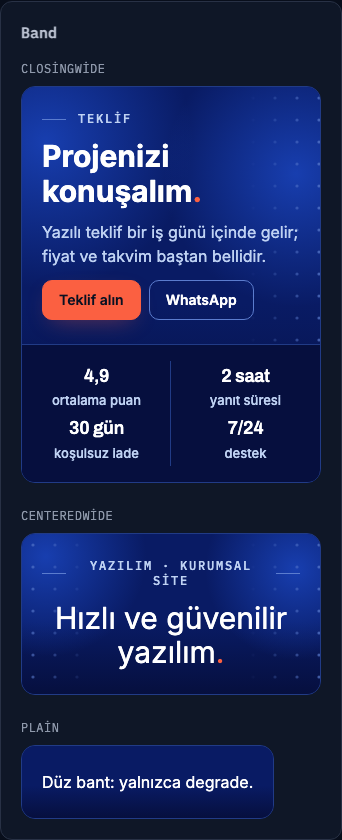 Band
CLOSİNGWİDE
TEKLİF
Projenizi
konuşalım.
Yazılı teklif bir iş günü içinde gelir;
fiyat ve takvim baştan bellidir.
Teklif alın
WhatsApp
4,9
ortalama puan
2 saat
yanıt süresi
30 gün
koşulsuz iade
7/24
destek
CENTEREDWİDE
YAZILIM · KURUMSAL
SİTE
Hızlı ve güvenilir
yazılım.
PLAİN
Düz bant: yalnızca degrade.